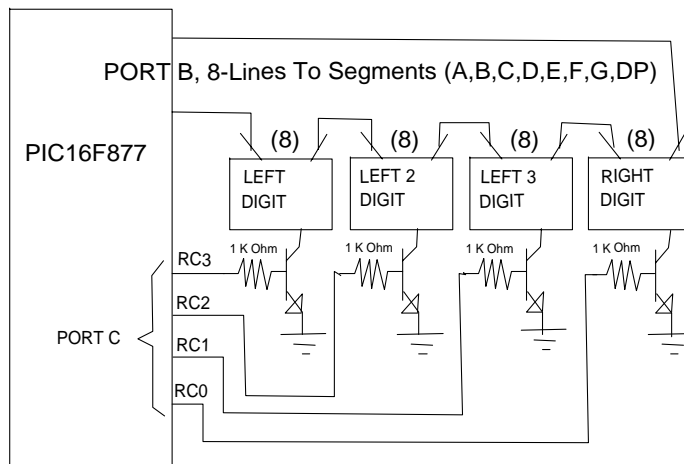 PORT B, 8-Lines To Segments (A,B,C,D,E,F,G,DP)
PIC16F877
(8)
(8)
(8)
(8)
LEFT
DIGIT
LEFT 2
DIGIT
LEFT 3
DIGIT
RIGHT
DIGIT
1 K Ohm
1 K Ohm
1 K Ohm
1 K Ohm
RC3
RC2
PORT C
RC1
RC0